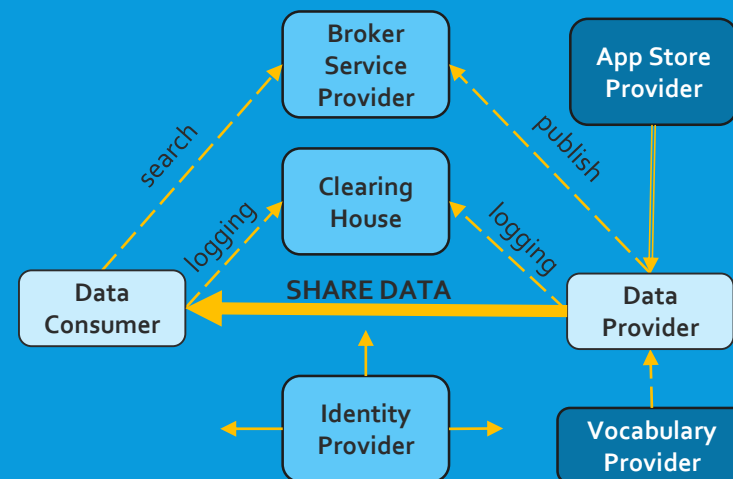 Broker
Service
Provider
App Store
Provider
search
publish
Clearing
House
logging
logging
SHARE DATA
Data
Consumer
Data
Provider
Identity
Provider
Vocabulary
Provider